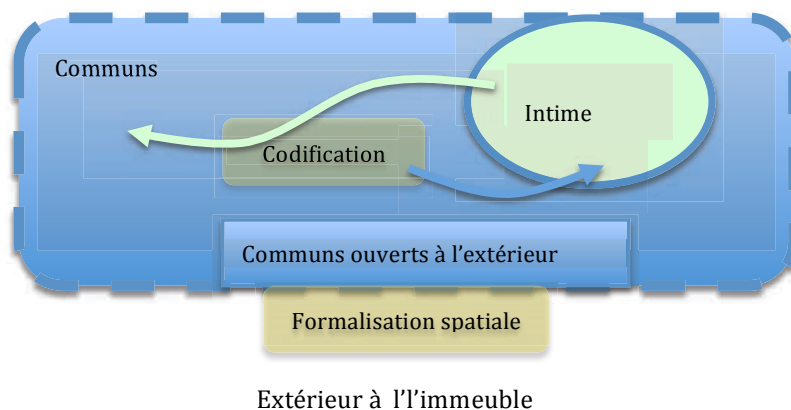 Communs
Intime
Codification
Communs ouverts à l’extérieur
Formalisation spatiale
Extérieur à l’l’immeuble